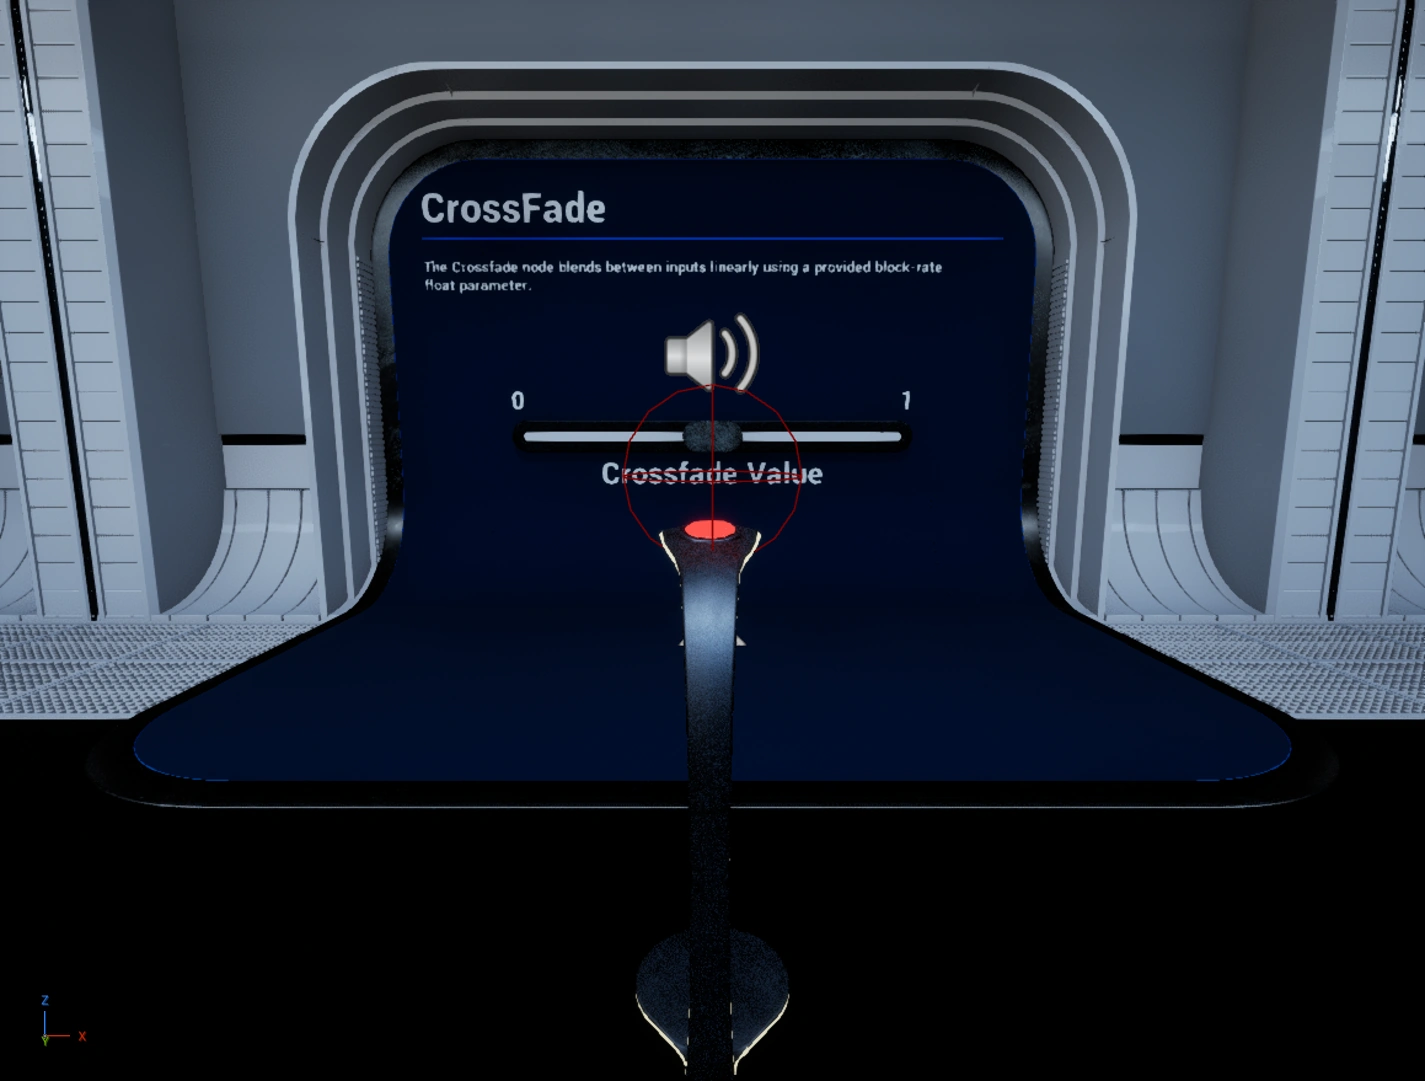 CrossFade
The Crossfade node blends between inputs linearly using a provided block-rate
float parameter.
0
1
Crossfade Value
Z
X
Y